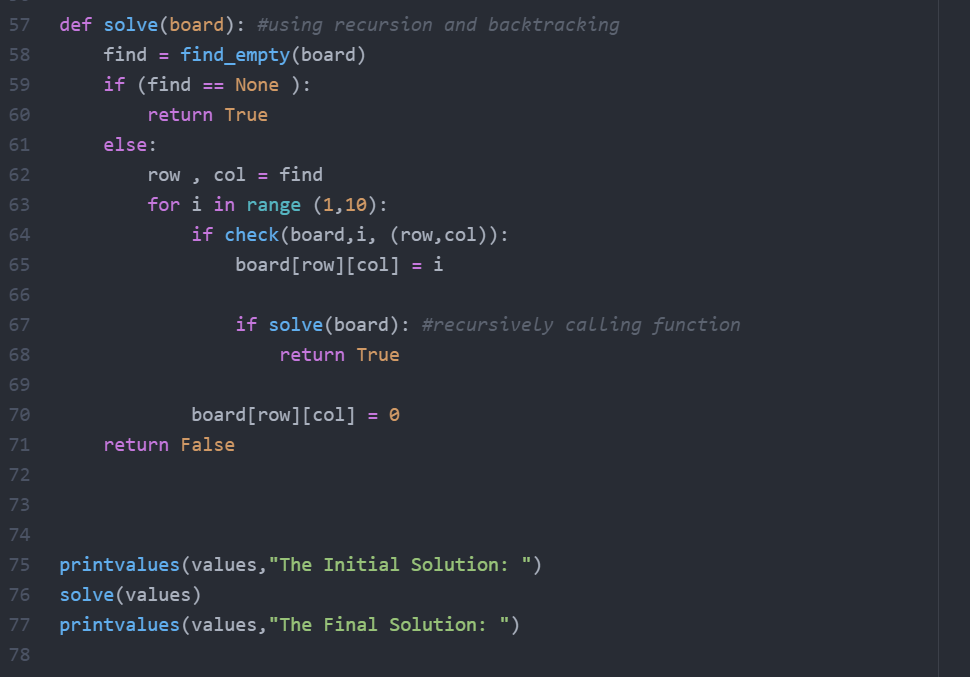 57 def solve(board): #using recursion and backtracking
58     find = find_empty(board)
59     if (find == None ):
60         return True
61     else:
62         row , col = find
63         for i in range (1,10):
64             if check(board,i, (row,col)):
65                 board[row][col] = i
66
67                 if solve(board): #recursively calling function
68                     return True
69
70             board[row][col] = 0
71     return False
72
73
74
75 printvalues(values,"The Initial Solution: ")
76 solve(values)
77 printvalues(values,"The Final Solution: ")
78